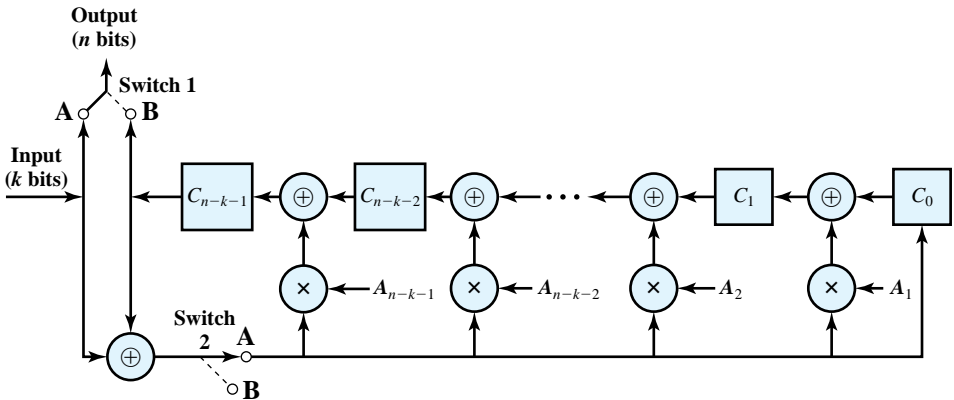 Output
(n bits)
Switch 1
A
B
Input
(k bits)
C_{n−k−1}
⊕
C_{n−k−2}
⊕
• • •
⊕
C_1
⊕
C_0
×
A_{n−k−1}
×
A_{n−k−2}
×
A_2
×
A_1
Switch
2
A
⊕
B